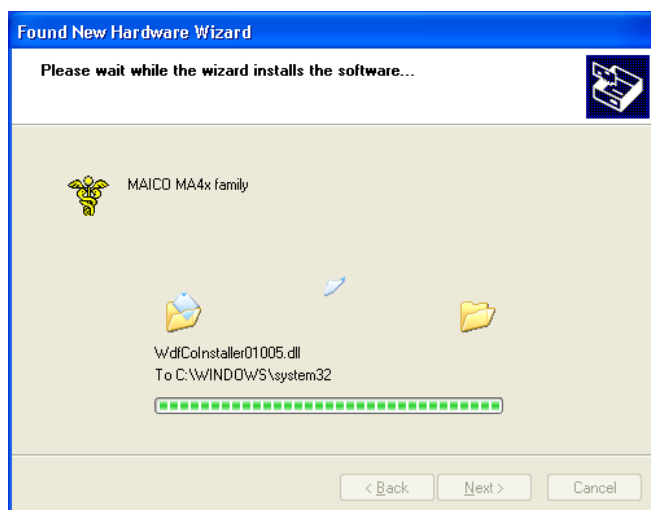 Found New Hardware Wizard
Please wait while the wizard installs the software...
MAICO MA4x family
WdfCoInstaller01005.dll
To C:\WINDOWS\system32
< Back
Next >
Cancel